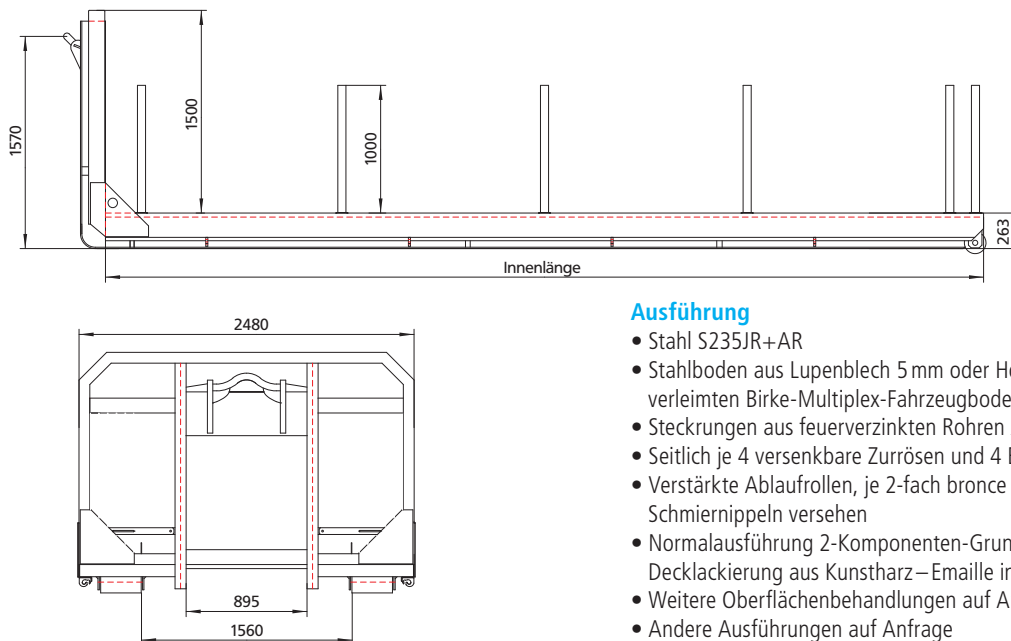 1570
1500
1000
263
Innenlänge
2480
895
1560
Ausführung
• Stahl S235JR+AR
• Stahlboden aus Lupenblech 5 mm oder
verleimten Birke-Multiplex-Fahrzeugbode
• Steckrungen aus feuerverzinkten Rohren
• Seitlich je 4 versenkbare Zurrösen und 4
• Verstärkte Ablaufrollen, je 2-fach bronce
Schmiernippeln versehen
• Normalausführung 2-Komponenten-Grun
Decklackierung aus Kunstharz–Emaille in
• Weitere Oberflächenbehandlungen auf A
• Andere Ausführungen auf Anfrage